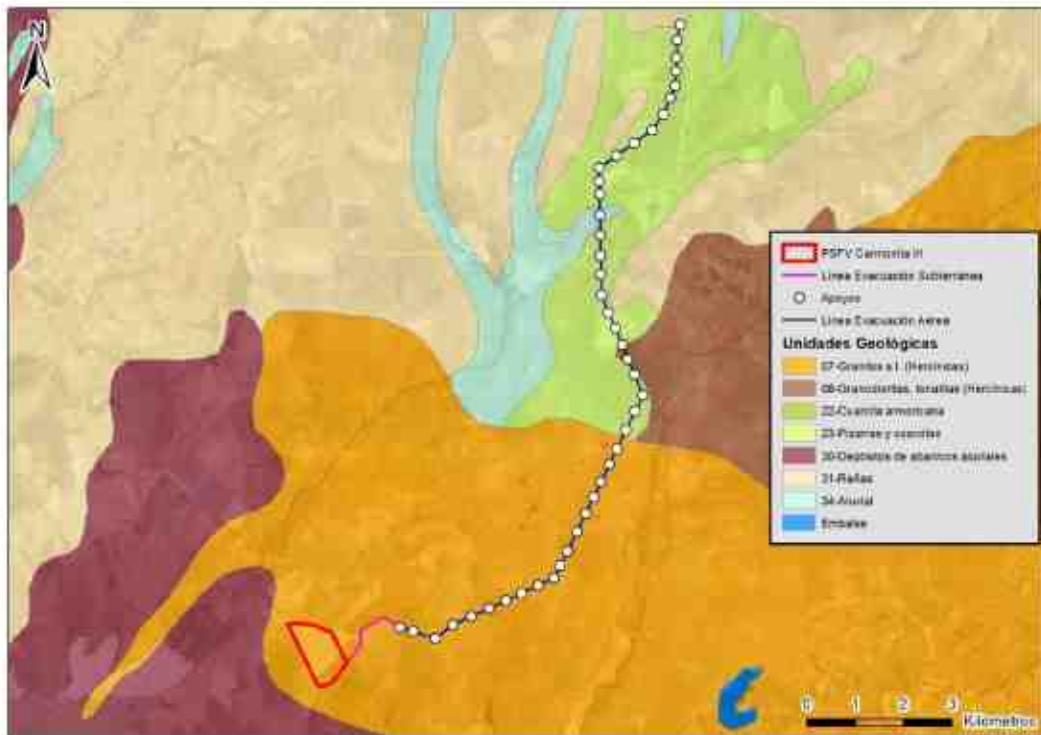 N
PSFV Carmonita III
Línea Evacuación Subterránea
Apoyos
Línea Evacuación Aérea
Unidades Geológicas
07-Granitos s.l. (Hercínicas)
08-Granodioritas, tonalitas (Hercínicas)
22-Cuarcita armoricana
23-Pizarras y cuarcitas
30-Depósitos de abanicos aluviales
31-Rañas
34-Aluvial
Embalse
0 1 2 3
Kilometros